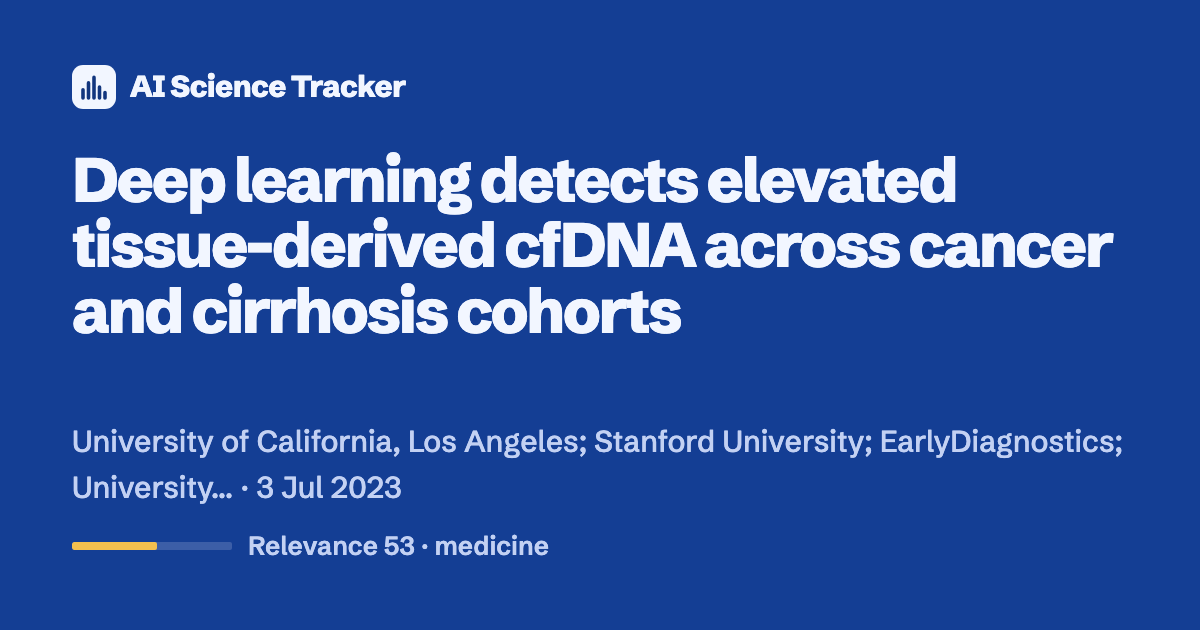 AI Science Tracker
Deep learning detects elevated
tissue-derived cfDNA across cancer
and cirrhosis cohorts
University of California, Los Angeles; Stanford University; EarlyDiagnostics;
University... · 3 Jul 2023
Relevance 53 · medicine